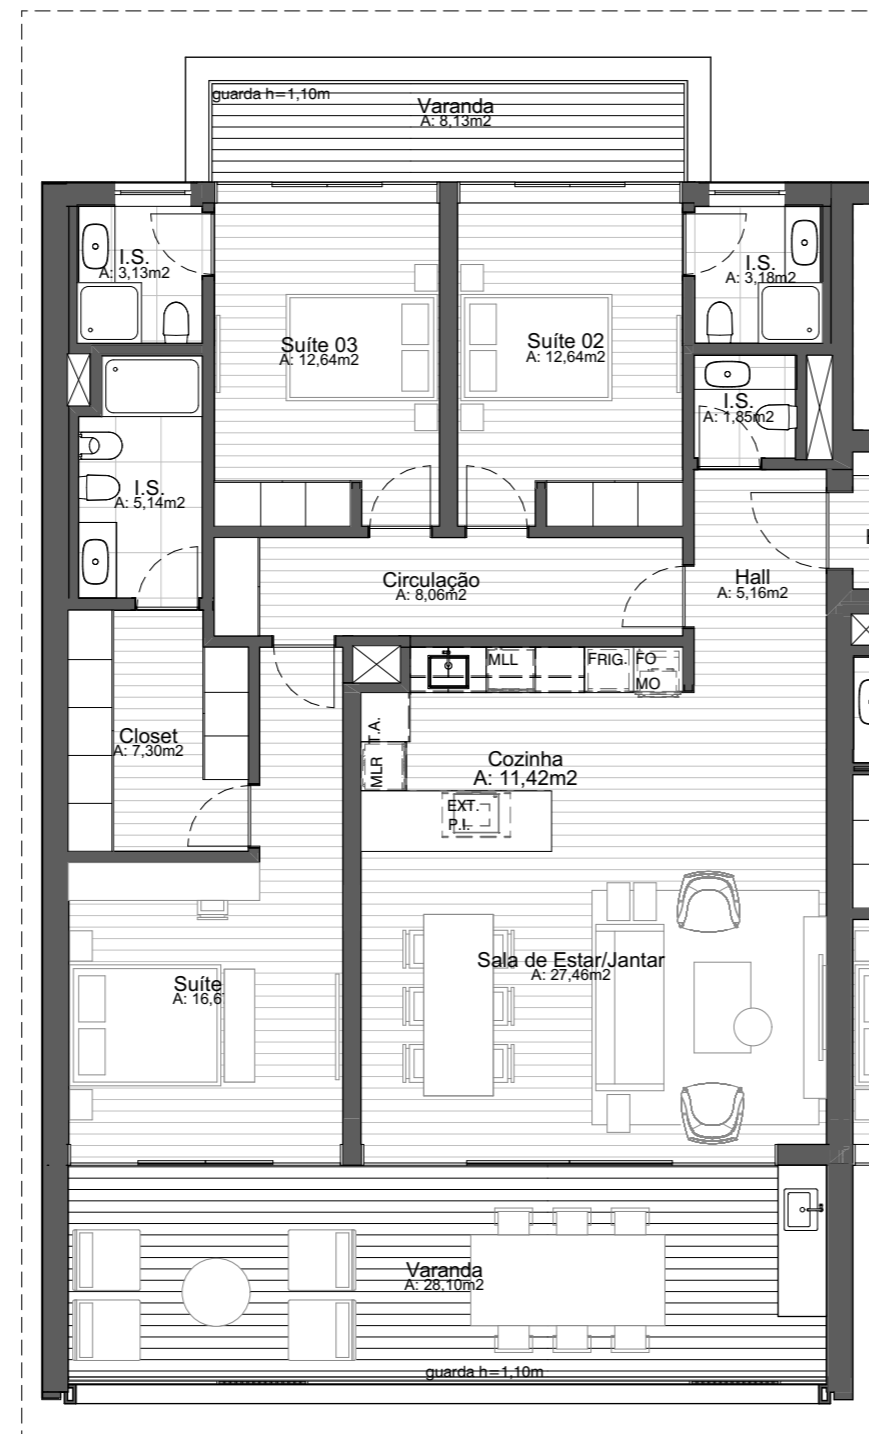 guarda h=1,10m
Varanda
A: 8,13m2
I.S.
A: 3,13m2
I.S.
A: 3,18m2
Suíte 03
A: 12,64m2
Suíte 02
A: 12,64m2
I.S.
A: 1,85m2
I.S.
A: 5,14m2
Circulação
A: 8,06m2
Hall
A: 5,16m2
MLL
FRIG.
FO
MO
T.A.
MLR
Closet
A: 7,30m2
Cozinha
A: 11,42m2
EXT.
P.I.
Sala de Estar/Jantar
A: 27,46m2
Suíte
A: 16,6
Varanda
A: 28,10m2
guarda h=1,10m